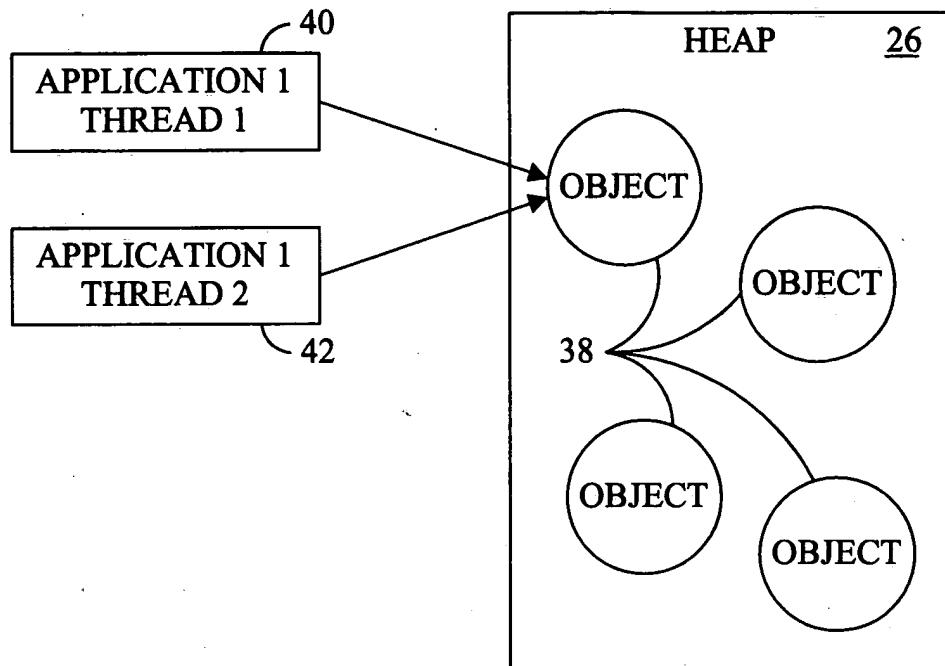 40
APPLICATION 1
THREAD 1
APPLICATION 1
THREAD 2
42
HEAP 26
OBJECT
OBJECT
38
OBJECT
OBJECT